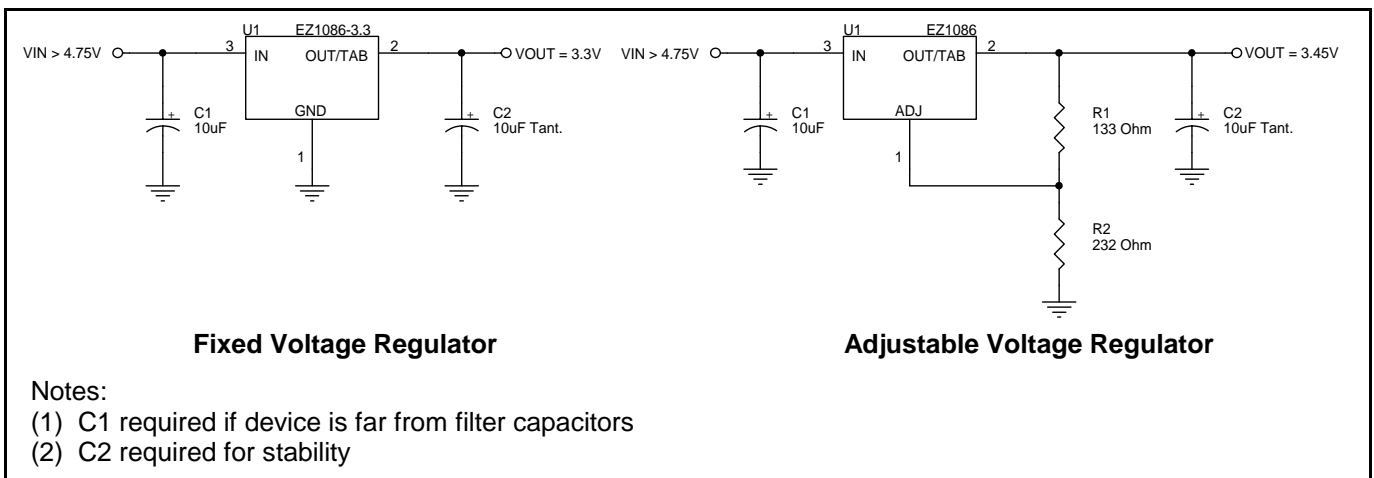 U1 EZ1086-3.3
VIN > 4.75V 3 IN OUT/TAB 2 VOUT = 3.3V
C1
10uF
GND
C2
10uF Tant.
1
U1 EZ1086
VIN > 4.75V 3 IN OUT/TAB 2 VOUT = 3.45V
C1
10uF
ADJ
R1
133 Ohm
C2
10uF Tant.
1
R2
232 Ohm
Fixed Voltage Regulator
Adjustable Voltage Regulator
Notes:
(1) C1 required if device is far from filter capacitors
(2) C2 required for stability